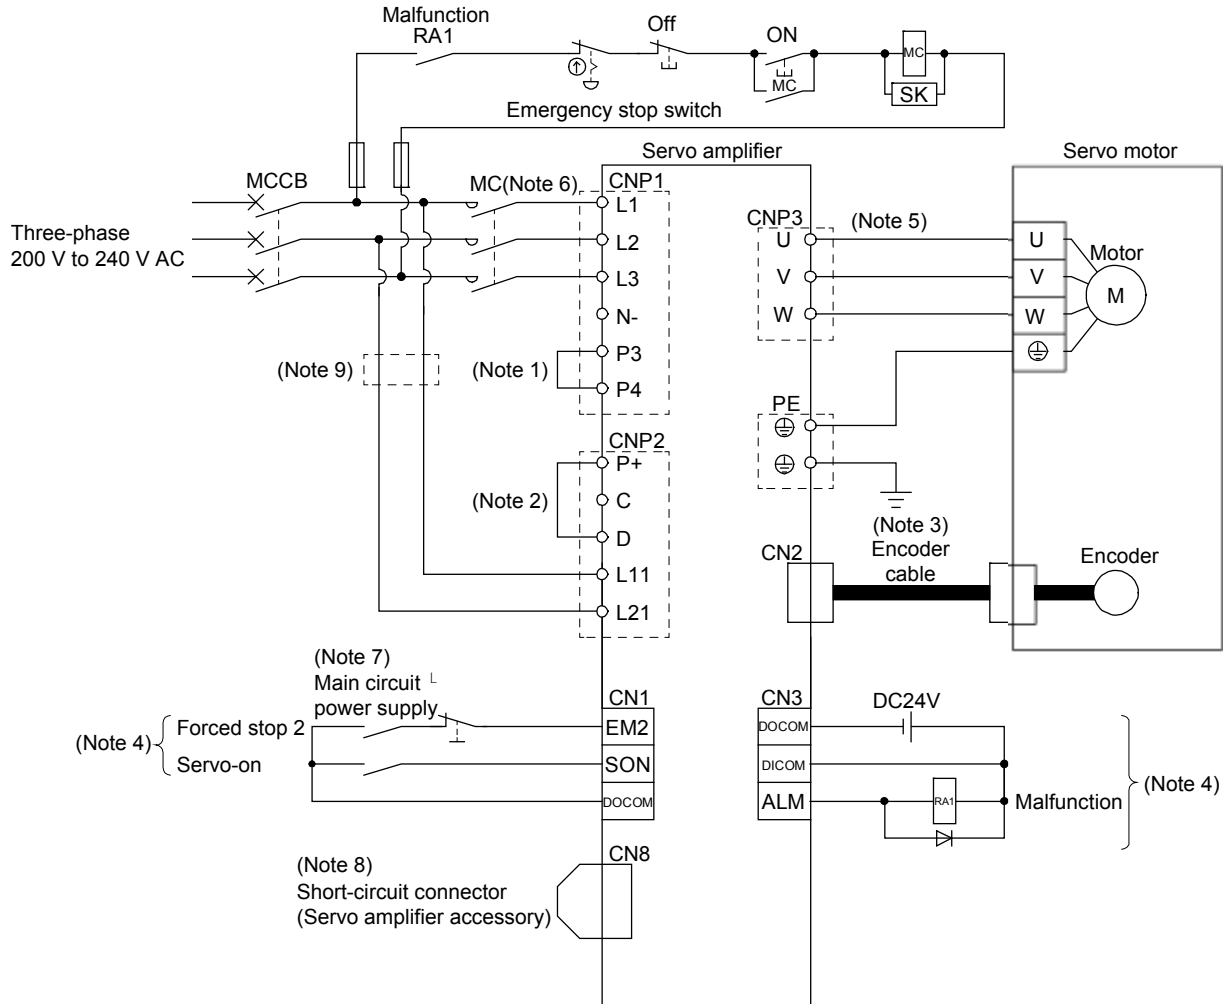 Malfunction
RA1
Off
ON
MC
MC
SK
Emergency stop switch
Servo amplifier
Servo motor
MCCB
MC(Note 6)
CNP1
L1
L2
L3
N-
P3
P4
Three-phase
200 V to 240 V AC
(Note 9)
(Note 1)
CNP3
U
V
W
(Note 5)
U
V
W
Motor
M
PE
CNP2
P+
C
D
L11
L21
(Note 2)
(Note 3)
Encoder
cable
CN2
Encoder
(Note 7)
Main circuit
power supply
(Note 4)
Forced stop 2
Servo-on
CN1
EM2
SON
DOCOM
CN3
DOCOM
DICOM
ALM
DC24V
RA1
Malfunction
(Note 4)
(Note 8)
Short-circuit connector
(Servo amplifier accessory)
CN8